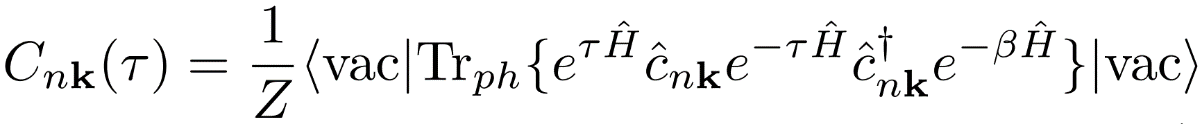 $C_{n\mathbf{k}}(\tau) = \frac{1}{Z} \langle \mathrm{vac} | \mathrm{Tr}_{ph} \{ e^{\tau \hat{H}} \hat{c}_{n\mathbf{k}} e^{-\tau \hat{H}} \hat{c}^{\dagger}_{n\mathbf{k}} e^{-\beta \hat{H}} \} | \mathrm{vac} \rangle$